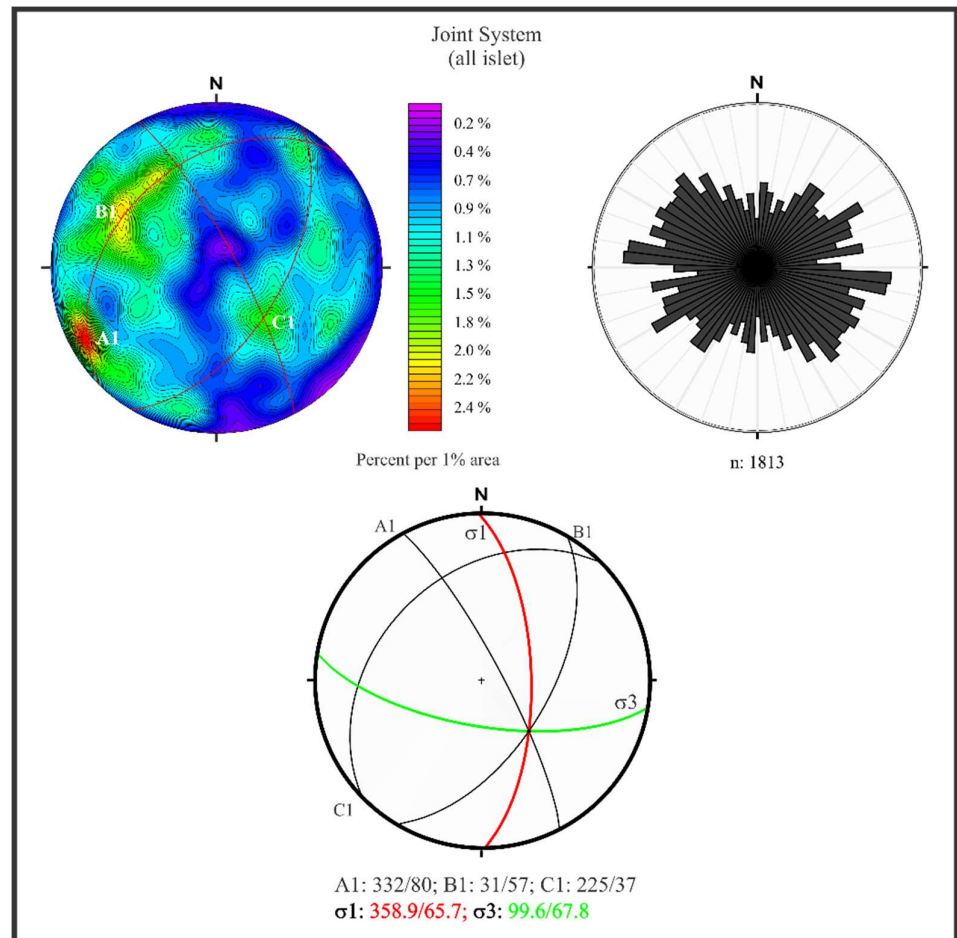 Joint System
(all islet)
N
B1
A1
C1
0.2 %
0.4 %
0.7 %
0.9 %
1.1 %
1.3 %
1.5 %
1.8 %
2.0 %
2.2 %
2.4 %
Percent per 1% area
N
n: 1813
N
A1
σ1
B1
σ3
C1
A1: 332/80; B1: 31/57; C1: 225/37
σ1: 358.9/65.7; σ3: 99.6/67.8